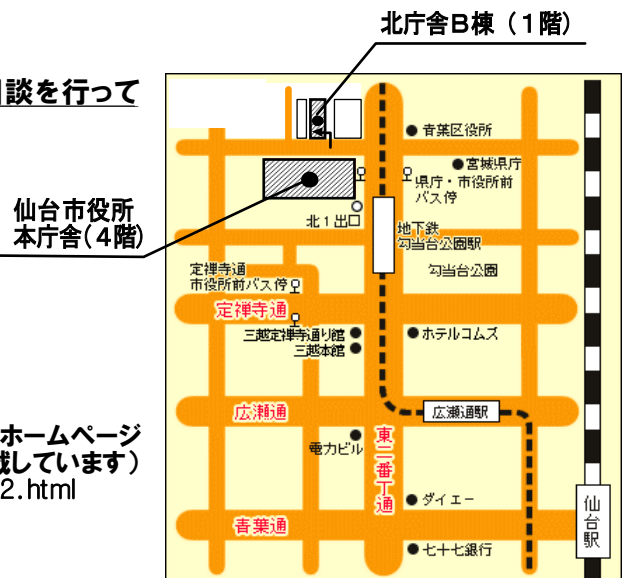 北庁舎B棟（1階）
談を行って
青葉区役所
宮城県庁
県庁・市役所前
バス停
仙台市役所
本庁舎（4階）
北1出口
地下鉄
勾当台公園駅
勾当台公園
定禅寺通
市役所前バス停
定禅寺通
三越定禅寺通り館
三越本館
ホテルコムズ
広瀬通
広瀬通駅
ホームページ
載しています）
2.html
電力ビル
東二番丁通
ダイエー
仙台駅
青葉通
七十七銀行